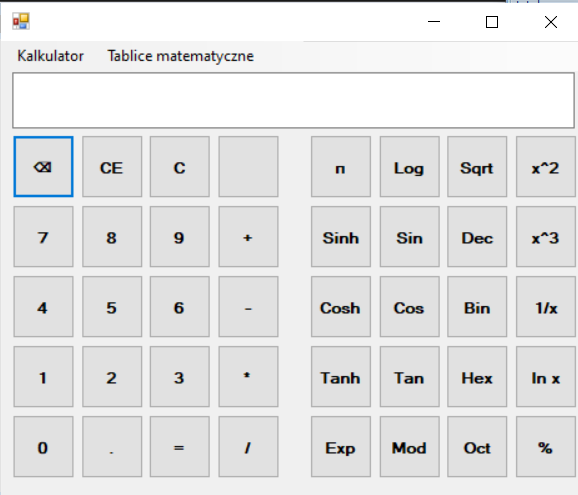 Kalkulator Tablice matematyczne
⌫ CE C п Log Sqrt x^2
7 8 9 + Sinh Sin Dec x^3
4 5 6 - Cosh Cos Bin 1/x
1 2 3 * Tanh Tan Hex ln x
0 . = / Exp Mod Oct %